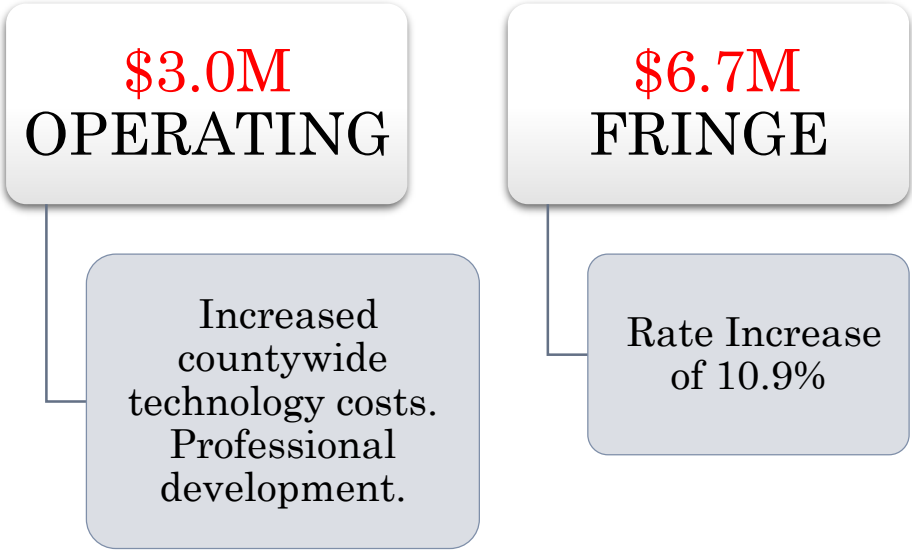 $3.0M
OPERATING
Increased
countywide
technology costs.
Professional
development.
$6.7M
FRINGE
Rate Increase
of 10.9%